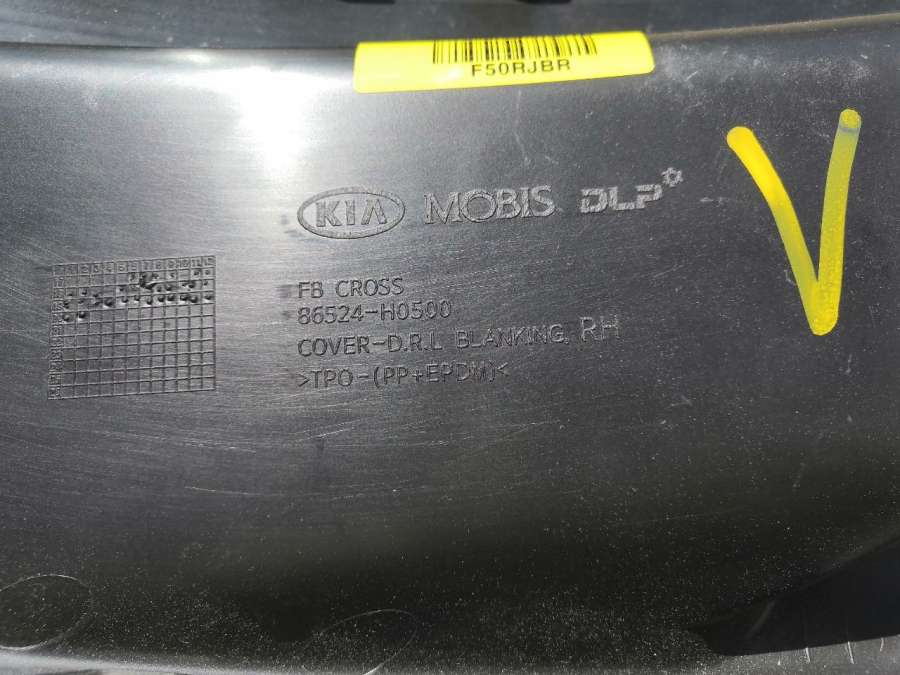 F50RJBR
KIA MOBIS DLP
FB CROSS
86524-H0500
COVER-D.R.L BLANKING, RH
>TPO-(PP+EPDM)<
V